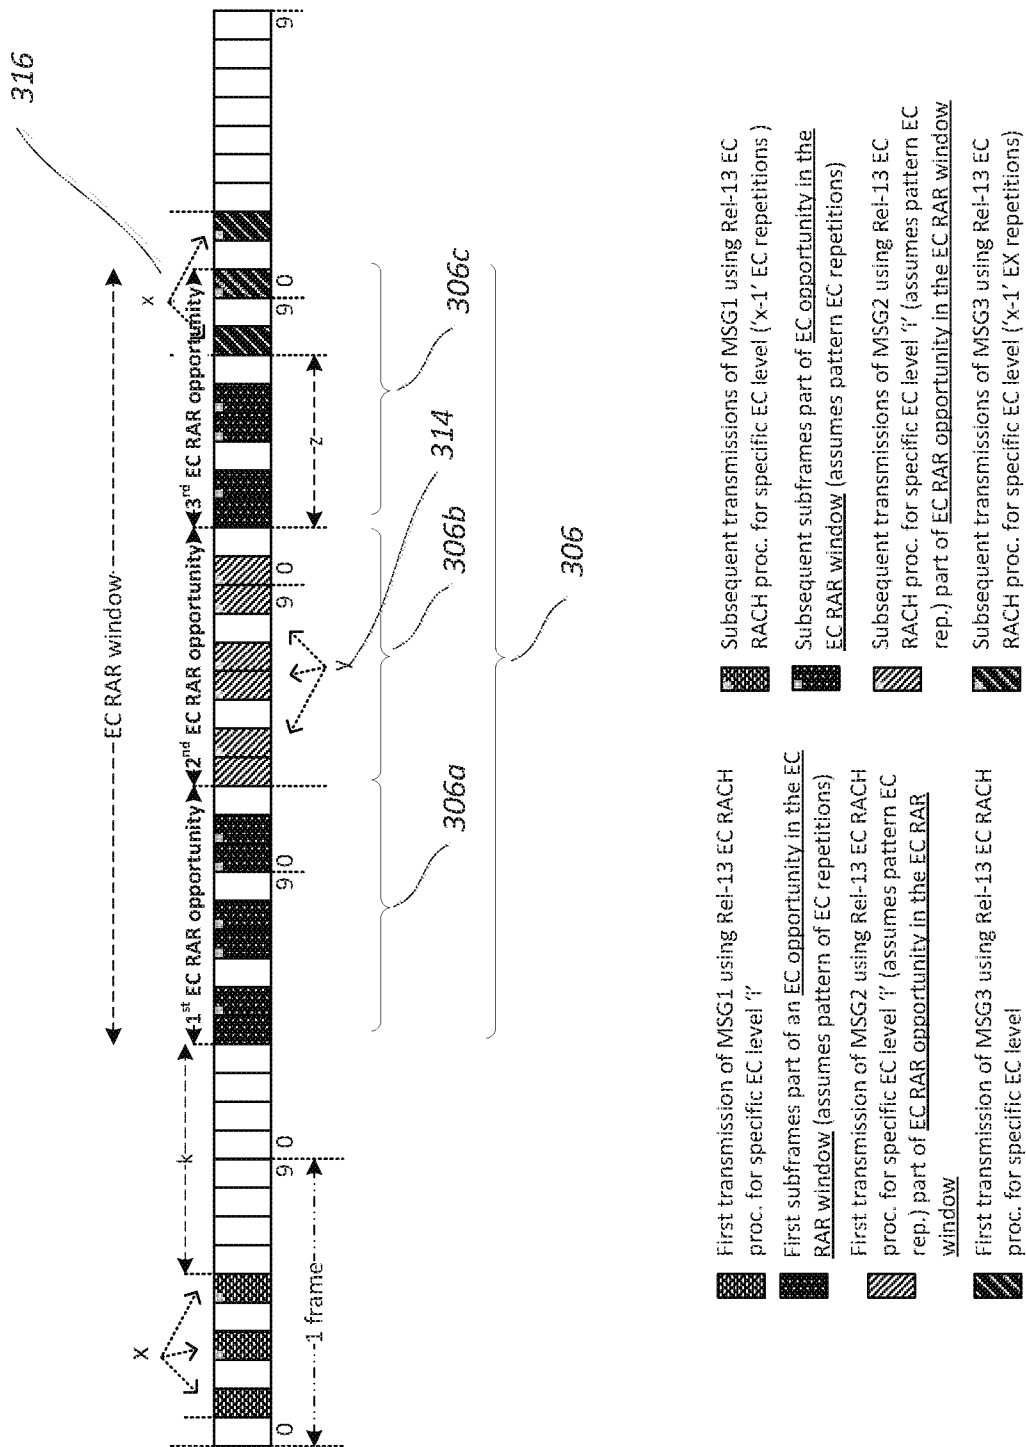 316
EC RAR window
x
1st EC RAR opportunity
2nd EC RAR opportunity
3rd EC RAR opportunity
x
k
0
9 0
9 0
9 0
9 0
9
1 frame
y
z
314
306a
306b
306c
306
First transmission of MSG1 using Rel-13 EC RACH
proc. for specific EC level 'i'
First subframes part of an EC opportunity in the EC
RAR window (assumes pattern of EC repetitions)
First transmission of MSG2 using Rel-13 EC RACH
proc. for specific EC level 'i' (assumes pattern EC
rep.) part of EC RAR opportunity in the EC RAR
window
First transmission of MSG3 using Rel-13 EC RACH
proc. for specific EC level
Subsequent transmissions of MSG1 using Rel-13 EC
RACH proc. for specific EC level ('x-1' EC repetitions )
Subsequent subframes part of EC opportunity in the
EC RAR window (assumes pattern EC repetitions)
Subsequent transmissions of MSG2 using Rel-13 EC
RACH proc. for specific EC level 'i' (assumes pattern EC
rep.) part of EC RAR opportunity in the EC RAR window
Subsequent transmissions of MSG3 using Rel-13 EC
RACH proc. for specific EC level ('x-1' EX repetitions)